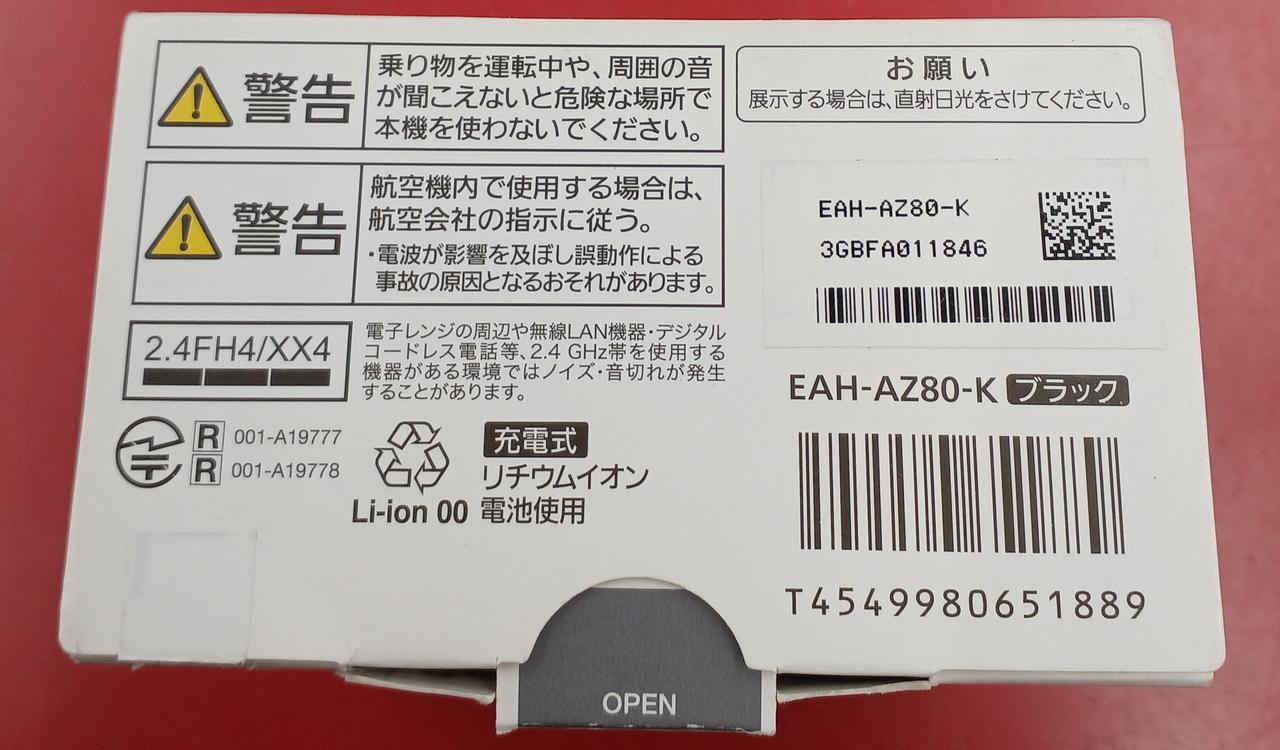 警告
乗り物を運転中や、周囲の音
が聞こえないと危険な場所で
本機を使わないでください。
警告
航空機内で使用する場合は、
航空会社の指示に従う。
・電波が影響を及ぼし誤動作による
事故の原因となるおそれがあります。
2.4FH4/XX4
電子レンジの周辺や無線LAN機器・デジタル
コードレス電話等、2.4 GHz帯を使用する
機器がある環境ではノイズ・音切れが発生
することがあります。
R 001-A19777
R 001-A19778
Li-ion 00
充電式
リチウムイオン
電池使用
お願い
展示する場合は、直射日光をさけてください。
EAH-AZ80-K
3GBFA011846
EAH-AZ80-K ブラック
T4549980651889
OPEN